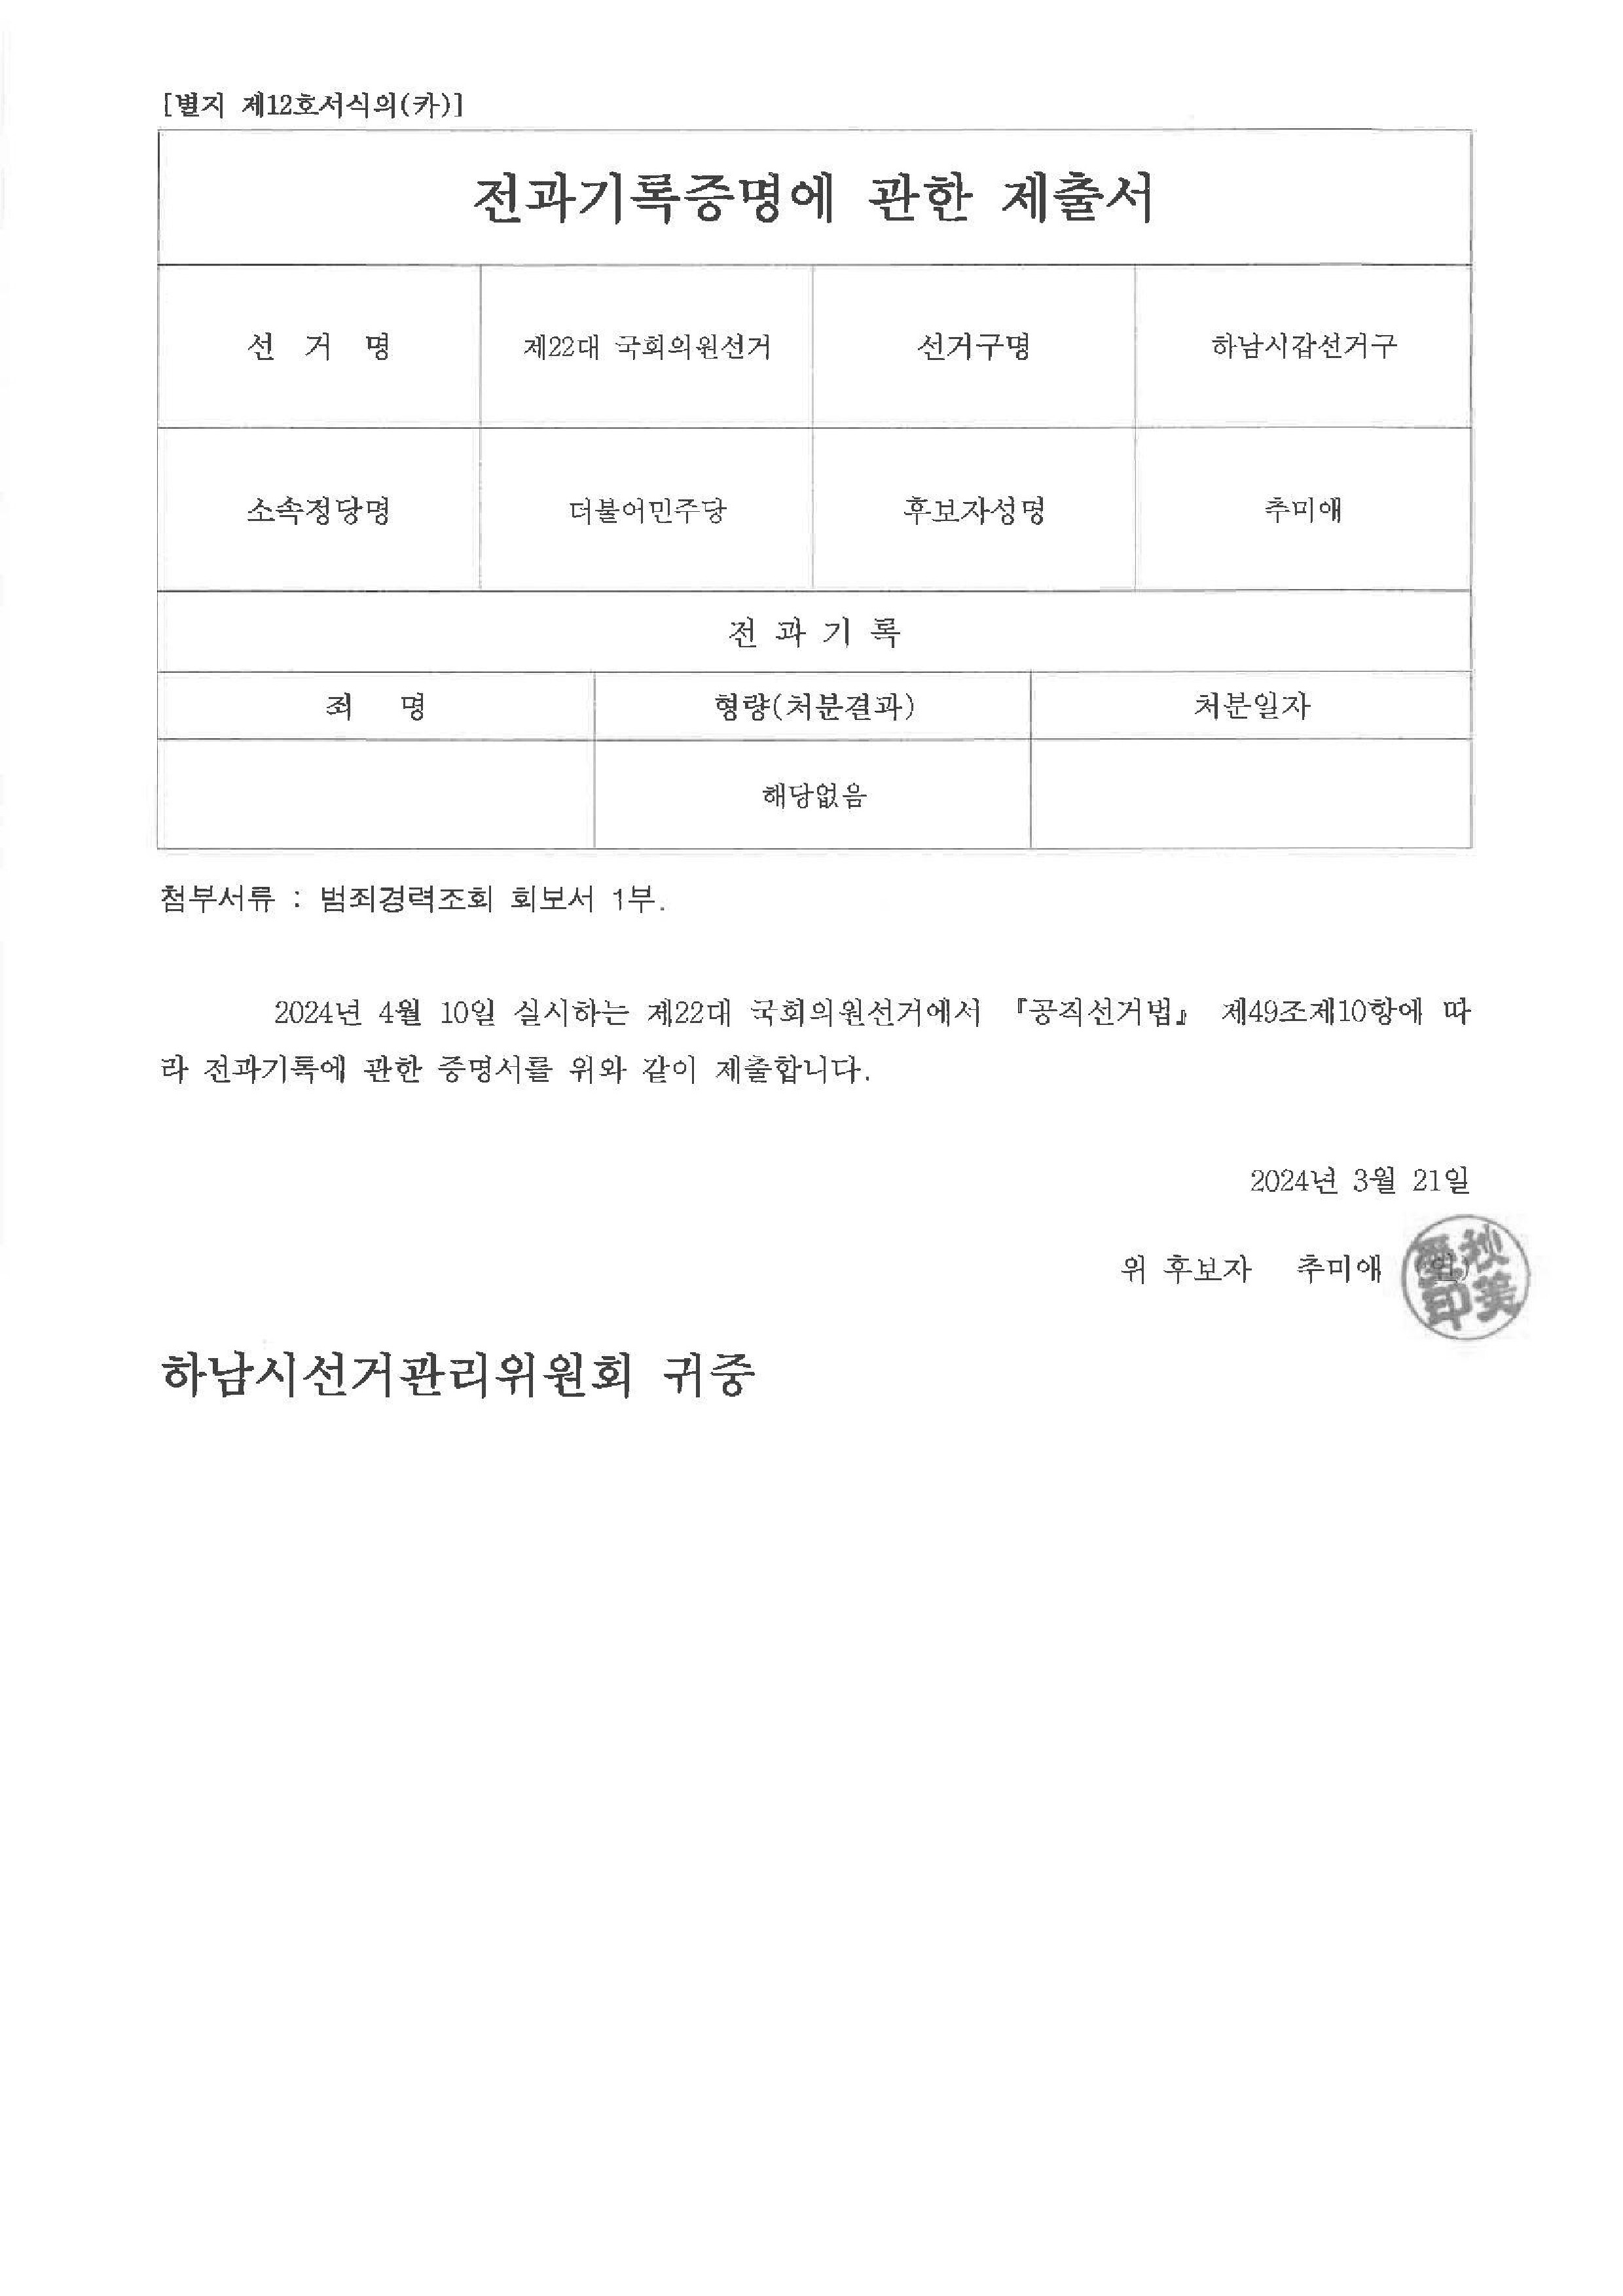 [별지 제12호서식의(카)]
전과기록증명에 관한 제출서
선 거 명 제22대 국회의원선거 선거구명 하남시갑선거구
소속정당명 더불어민주당 후보자성명 추미애
전 과 기 록
죄 명 형량(처분결과) 처분일자
해당없음
첨부서류 : 범죄경력조회 회보서 1부.
2024년 4월 10일 실시하는 제22대 국회의원선거에서 『공직선거법』 제49조제10항에 따
라 전과기록에 관한 증명서를 위와 같이 제출합니다.
2024년 3월 21일
위 후보자 추미애 (인)
秋美愛印
하남시선거관리위원회 귀중